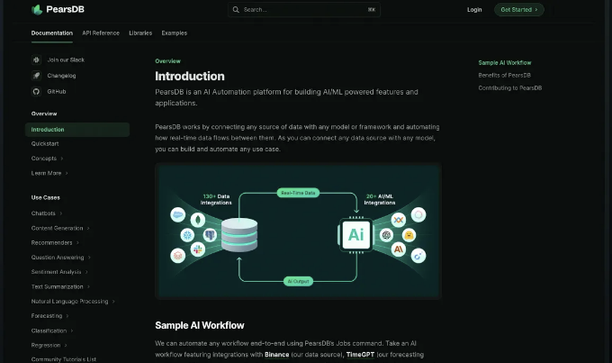 PearsDB
Search...
⌘K
Login
Get Started
Documentation
API Reference
Libraries
Examples
Join our Slack
Changelog
GitHub
Overview
Introduction
Quickstart
Concepts
Learn More
Use Cases
Chatbots
Content Generation
Recommenders
Question Answering
Sentiment Analysis
Text Summarization
Natural Language Processing
Forecasting
Classification
Regression
Community Tutorials List
Overview
Introduction
PearsDB is an AI Automation platform for building AI/ML powered features and
applications.
PearsDB works by connecting any source of data with any model or framework and automating
how real-time data flows between them. As you can connect any data source with any model,
you can build and automate any use case.
130+ Data
Integrations
Real-Time Data
20+ AI/ML
Integrations
Ai
AI Output
Sample AI Workflow
We can automate any workflow end-to-end using PearsDB's Jobs command. Take an AI
workflow featuring integrations with Binance (our data source), TimeGPT (our forecasting
Sample AI Workflow
Benefits of PearsDB
Contributing to PearsDB